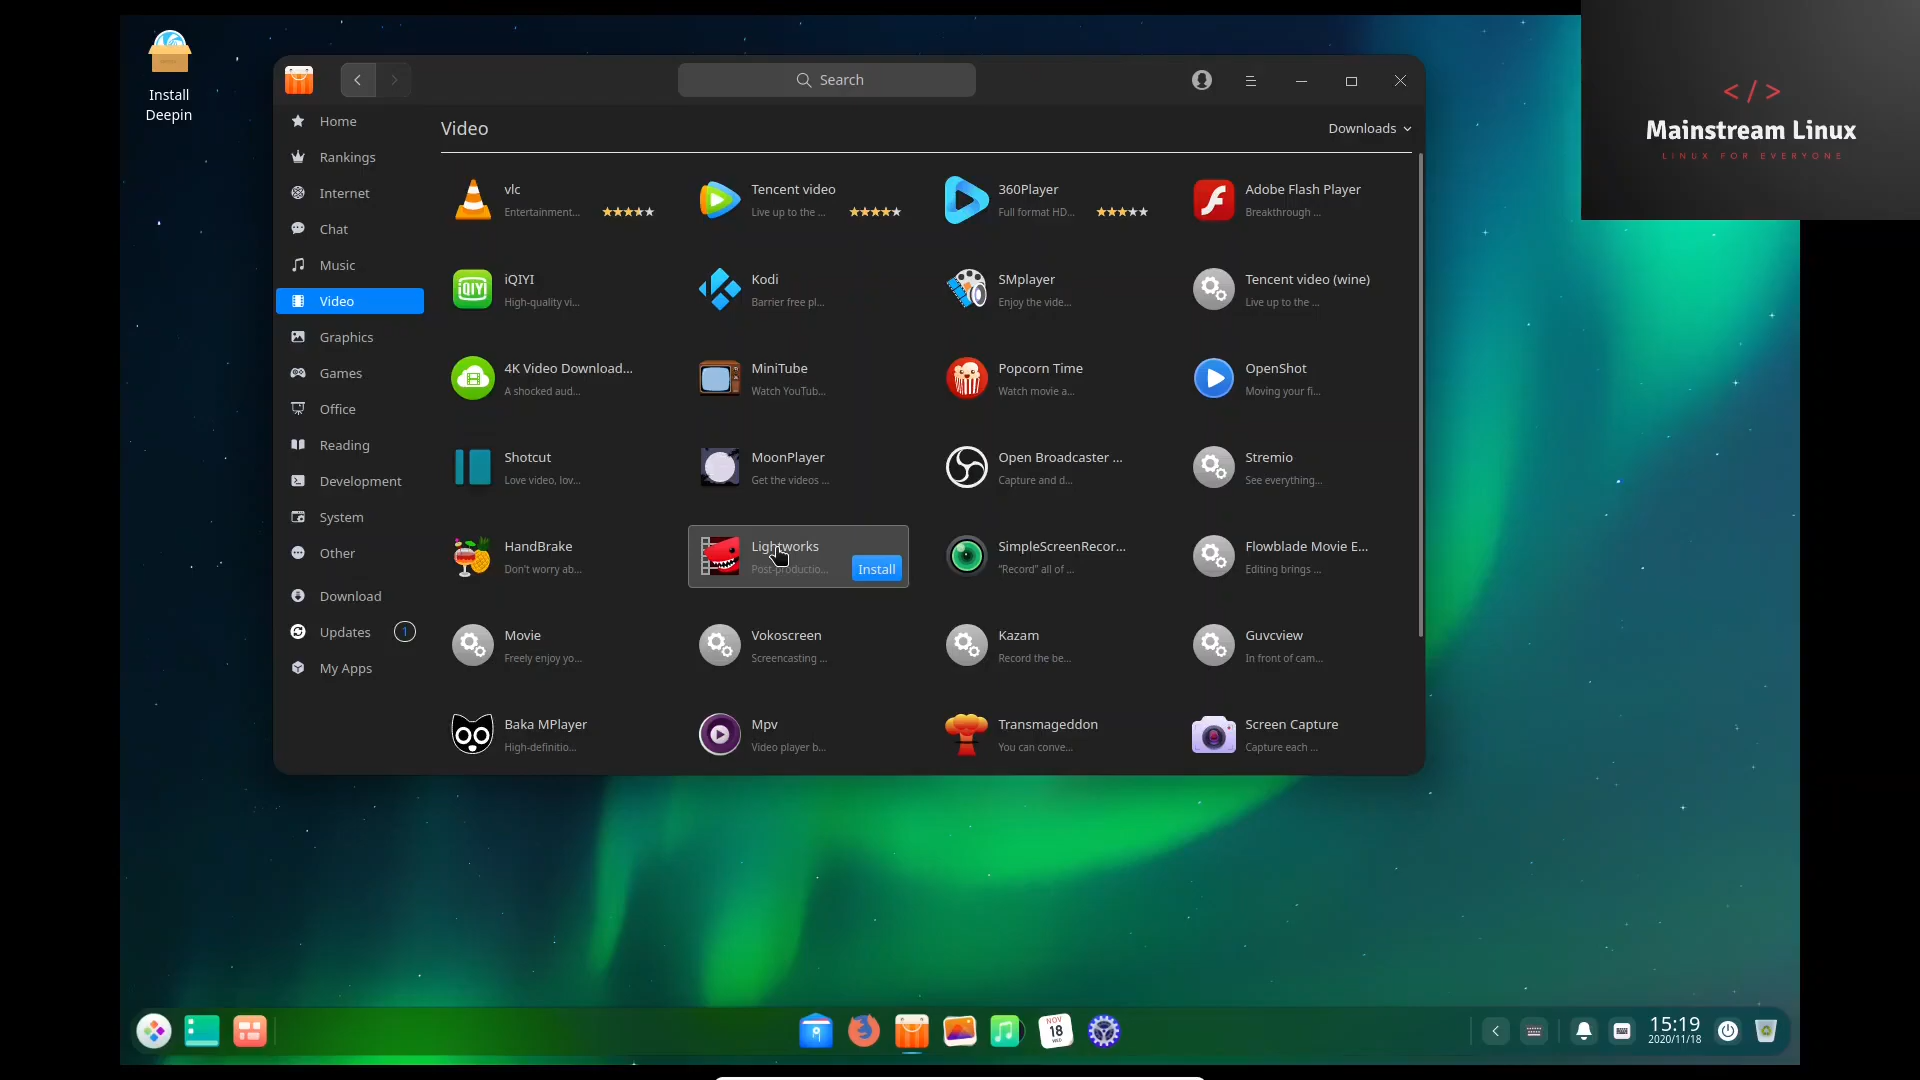 Install
Deepin
Search
</>
Mainstream Linux
LINUX FOR EVERYONE
Home
Rankings
Internet
Chat
Music
Video
Graphics
Games
Office
Reading
Development
System
Other
Download
Updates 1
My Apps
Video
Downloads
vlc
Entertainment...
Tencent video
Live up to the ...
360Player
Full format HD...
Adobe Flash Player
Breakthrough ...
iQIYI
High-quality vi...
Kodi
Barrier free pl...
SMplayer
Enjoy the vide...
Tencent video (wine)
Live up to the ...
4K Video Download...
A shocked aud...
MiniTube
Watch YouTub...
Popcorn Time
Watch movie a...
OpenShot
Moving your fi...
Shotcut
Love video, lov...
MoonPlayer
Get the videos ...
Open Broadcaster ...
Capture and d...
Stremio
See everything...
HandBrake
Don't worry ab...
Lightworks
Post-productio...
Install
SimpleScreenRecor...
"Record" all of ...
Flowblade Movie E...
Editing brings ...
Movie
Freely enjoy yo...
Vokoscreen
Screencasting ...
Kazam
Record the be...
Guvcview
In front of cam...
Baka MPlayer
High-definitio...
Mpv
Video player b...
Transmageddon
You can conve...
Screen Capture
Capture each ...
NOV
18
WED
15:19
2020/11/18